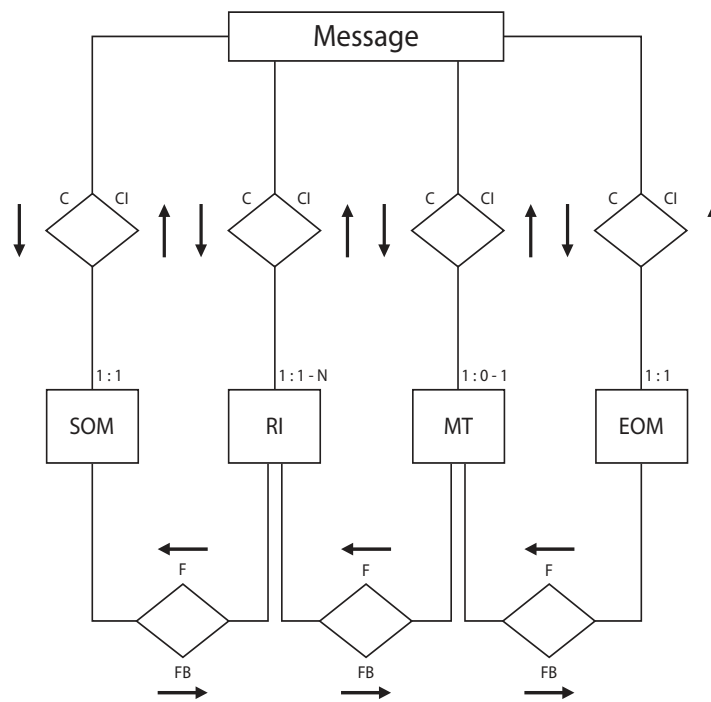 Message
C CI C CI C CI C CI
1:1 1:1-N 1:0-1 1:1
SOM RI MT EOM
F F F
FB FB FB